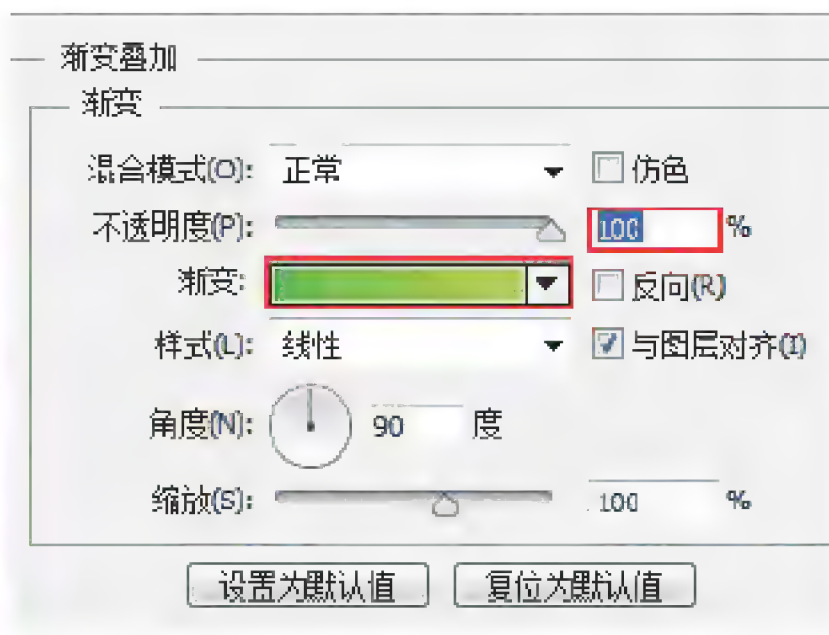 渐变叠加
渐变
混合模式(O): 正常 仿色
不透明度(P): 100 %
渐变: 反向(R)
样式(L): 线性 与图层对齐(I)
角度(N): 90 度
缩放(S): 100 %
设置为默认值 复位为默认值